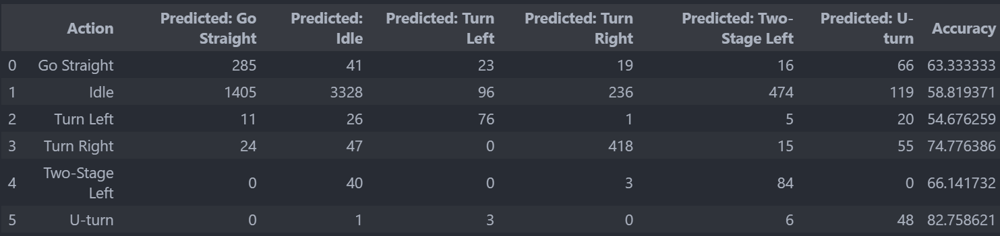 Action Predicted: Go Straight Predicted: Idle Predicted: Turn Left Predicted: Turn Right Predicted: Two-Stage Left Predicted: U-turn Accuracy
0 Go Straight 285 41 23 19 16 66 63.333333
1 Idle 1405 3328 96 236 474 119 58.819371
2 Turn Left 11 26 76 1 5 20 54.676259
3 Turn Right 24 47 0 418 15 55 74.776386
4 Two-Stage Left 0 40 0 3 84 0 66.141732
5 U-turn 0 1 3 0 6 48 82.758621